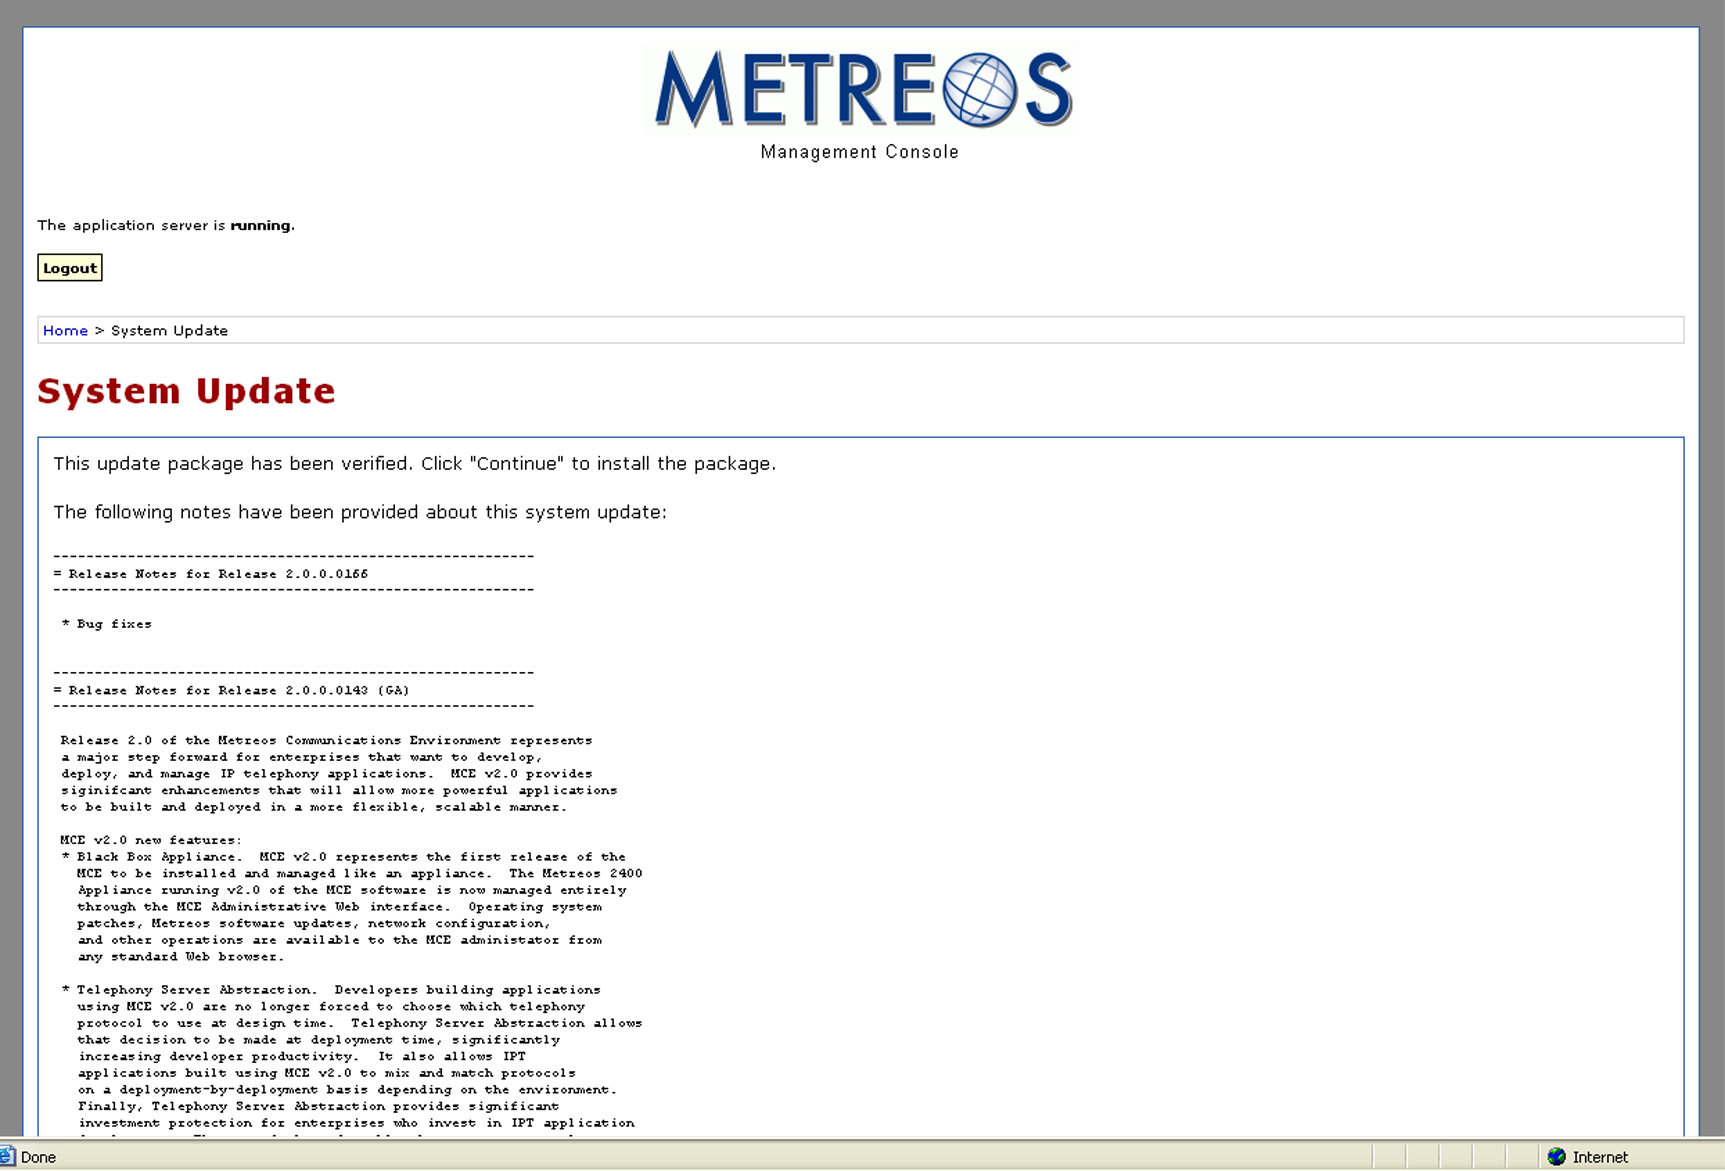 METREOS
Management Console
The application server is running.
Logout
Home > System Update
System Update
This update package has been verified. Click "Continue" to install the package.
The following notes have been provided about this system update:
----------------------------------------------------------
= Release Notes for Release 2.0.0.0166
----------------------------------------------------------
* Bug fixes
----------------------------------------------------------
= Release Notes for Release 2.0.0.0143 (GA)
----------------------------------------------------------
Release 2.0 of the Metreos Communications Environment represents
a major step forward for enterprises that want to develop,
deploy, and manage IP telephony applications.  MCE v2.0 provides
siginifcant enhancements that will allow more powerful applications
to be built and deployed in a more flexible, scalable manner.
MCE v2.0 new features:
* Black Box Appliance.  MCE v2.0 represents the first release of the
MCE to be installed and managed like an appliance.  The Metreos 2400
Appliance running v2.0 of the MCE software is now managed entirely
through the MCE Administrative Web interface.  Operating system
patches, Metreos software updates, network configuration,
and other operations are available to the MCE administator from
any standard Web browser.
* Telephony Server Abstraction.  Developers building applications
using MCE v2.0 are no longer forced to choose which telephony
protocol to use at design time.  Telephony Server Abstraction allows
that decision to be made at deployment time, significantly
increasing developer productivity.  It also allows IPT
applications built using MCE v2.0 to mix and match protocols
on a deployment-by-deployment basis depending on the environment.
Finally, Telephony Server Abstraction provides significant
investment protection for enterprises who invest in IPT application
Done
Internet